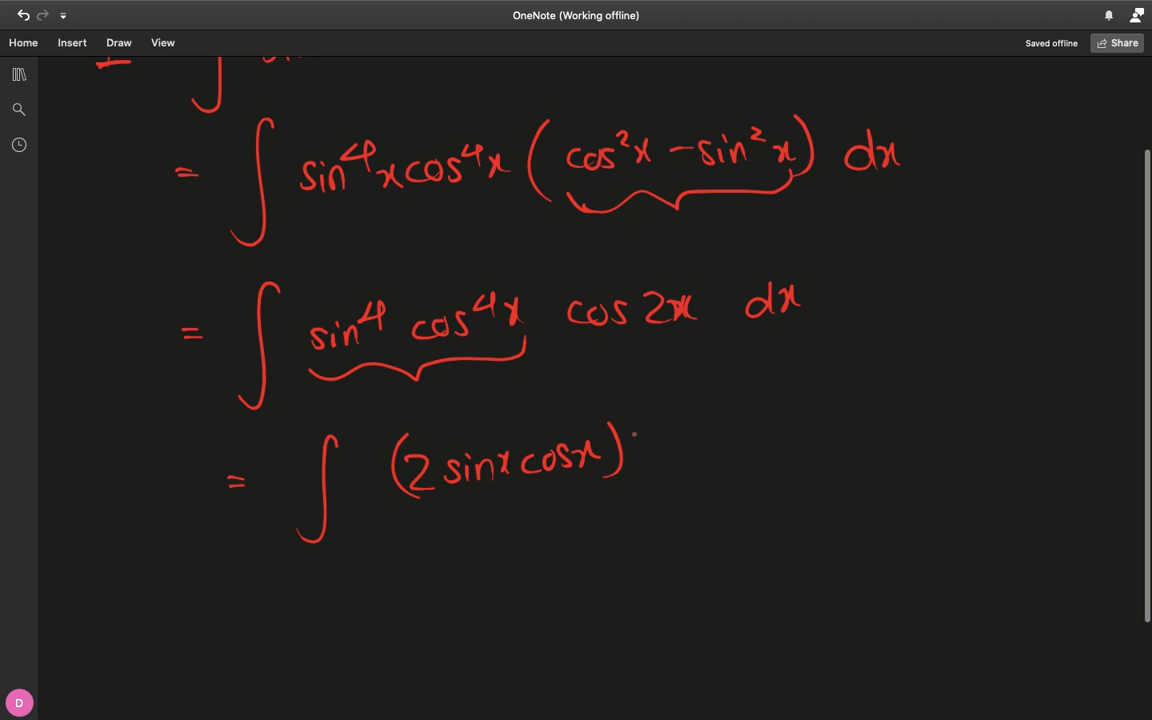 OneNote (Working offline)
Home Insert Draw View
Saved offline Share
= ∫ sin⁴x cos⁴x (cos²x - sin²x) dx
= ∫ sin⁴ cos⁴x cos 2x dx
= ∫ (2 sinx cosx)
D